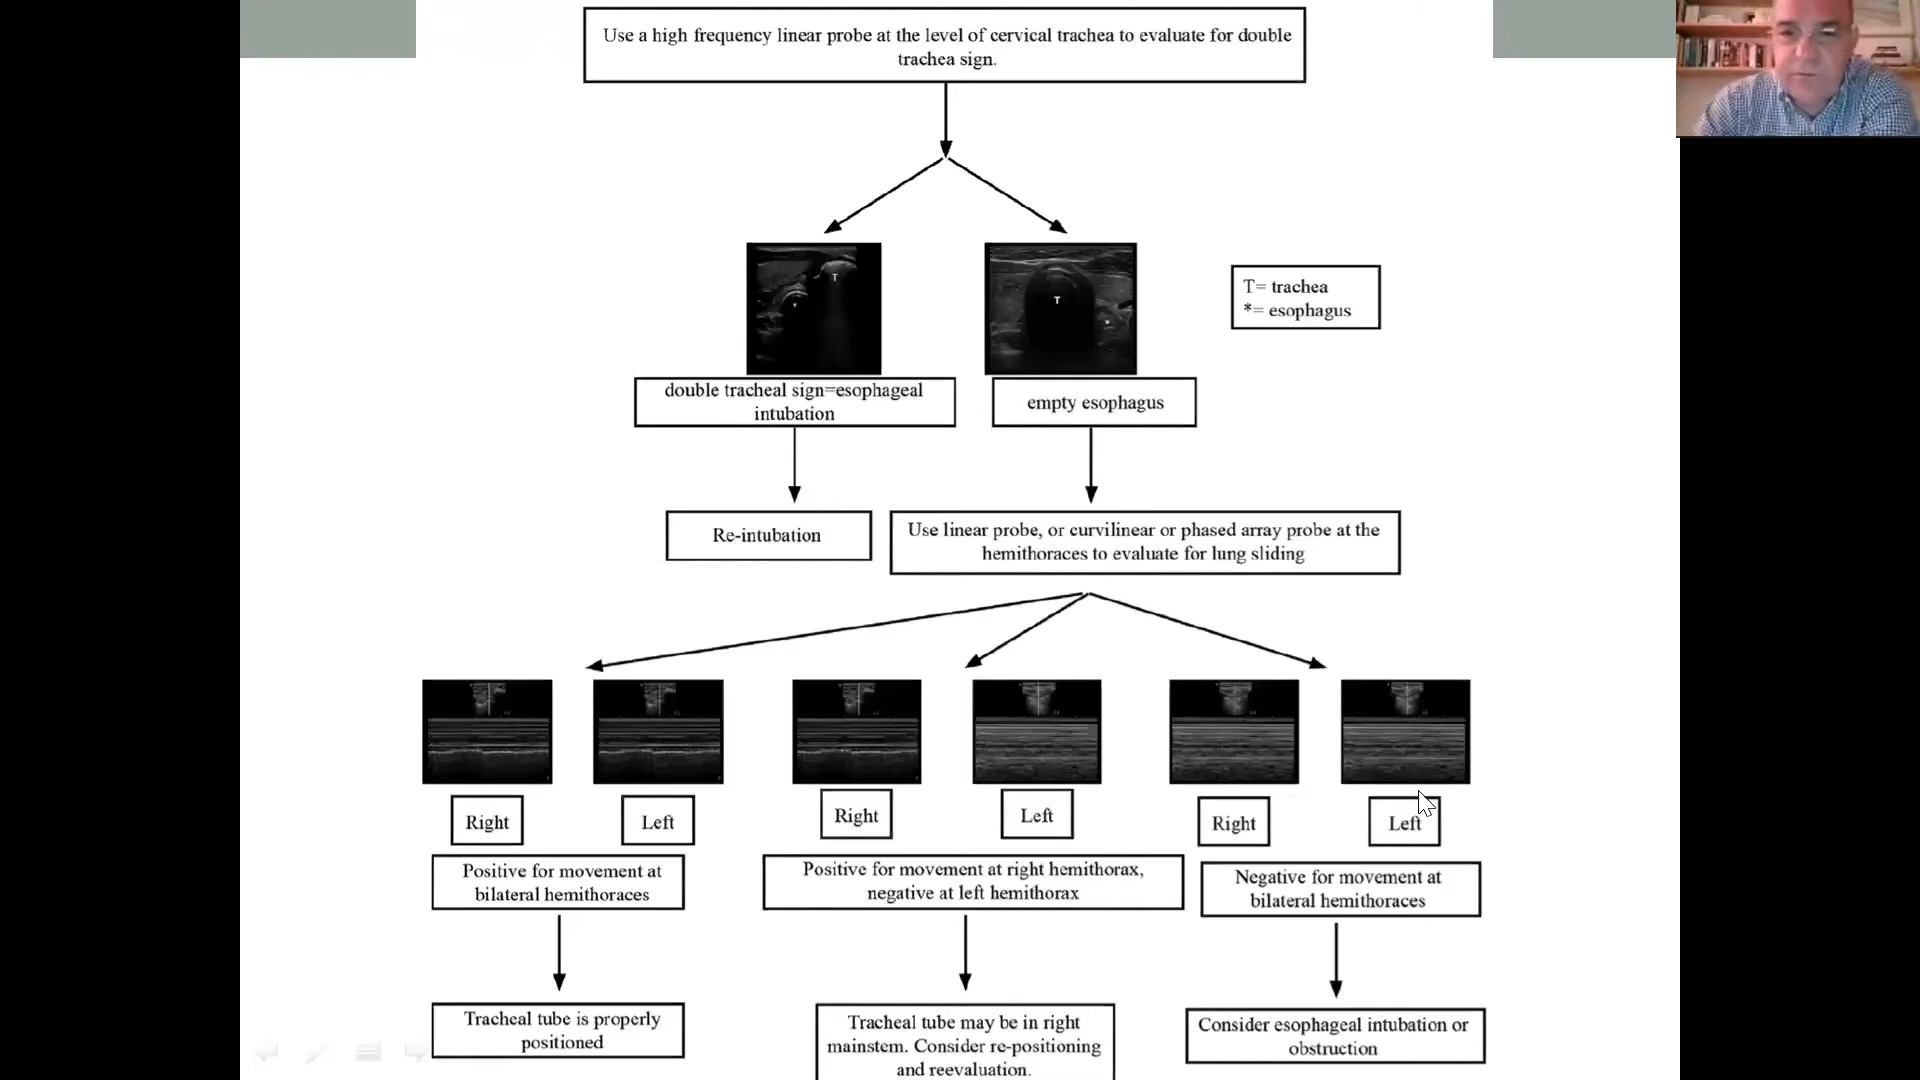 Use a high frequency linear probe at the level of cervical trachea to evaluate for double
trachea sign.
T
*
T
*
T= trachea
*= esophagus
double tracheal sign=esophageal
intubation
empty esophagus
Re-intubation
Use linear probe, or curvilinear or phased array probe at the
hemithoraces to evaluate for lung sliding
Right
Left
Right
Left
Right
Left
Positive for movement at
bilateral hemithoraces
Positive for movement at right hemithorax,
negative at left hemithorax
Negative for movement at
bilateral hemithoraces
Tracheal tube is properly
positioned
Tracheal tube may be in right
mainstem. Consider re-positioning
and reevaluation.
Consider esophageal intubation or
obstruction